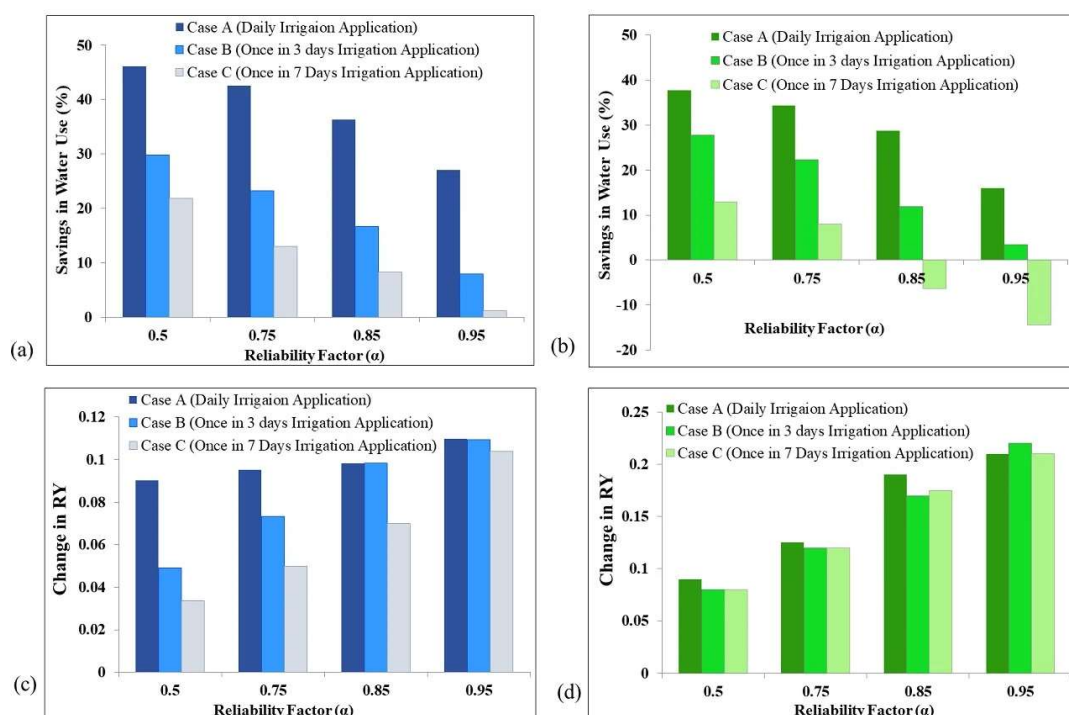 Case A (Daily Irrigaion Application)
Case B (Once in 3 days Irrigation Application)
Case C (Once in 7 Days Irrigation Application)
Savings in Water Use (%)
50
40
30
20
10
0
0.5 0.75 0.85 0.95
Reliability Factor (α)
(a)
Case A (Daily Irrigation Application)
Case B (Once in 3 days Irrigation Application)
Case C (Once in 7 Days Irrigation Application)
Savings in Water Use (%)
50
40
30
20
10
0
-10
-20
0.5 0.75 0.85 0.95
Reliability Factor (α)
(b)
Case A (Daily Irrigaion Application)
Case B (Once in 3 days Irrigation Application)
Case C (Once in 7 Days Irrigation Application)
Change in RY
0.12
0.1
0.08
0.06
0.04
0.02
0
0.5 0.75 0.85 0.95
Reliability Factor (α)
(c)
Case A (Daily Irrigation Application)
Case B (Once in 3 days Irrigation Application)
Case C (Once in 7 Days Irrigation Application)
Change in RY
0.25
0.2
0.15
0.1
0.05
0
0.5 0.75 0.85 0.95
Reliability Factor (α)
(d)